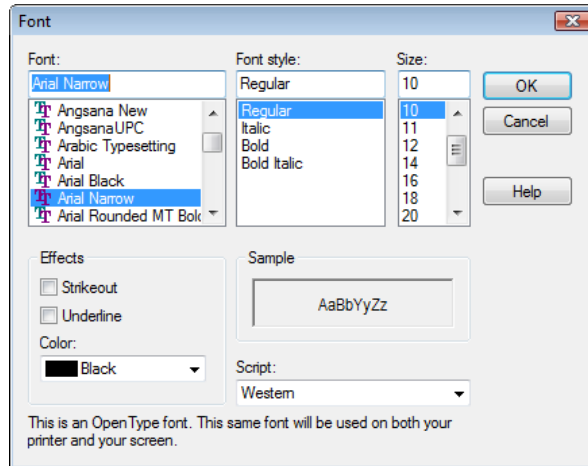 Font
Font:
Font style:
Size:
Arial Narrow
Regular
10
OK
Angsana New
AngsanaUPC
Arabic Typesetting
Arial
Arial Black
Arial Narrow
Arial Rounded MT Bold
Regular
Italic
Bold
Bold Italic
10
11
12
14
16
18
20
Cancel
Help
Effects
Strikeout
Underline
Color:
Black
Sample
AaBbYyZz
Script:
Western
This is an OpenType font. This same font will be used on both your
printer and your screen.